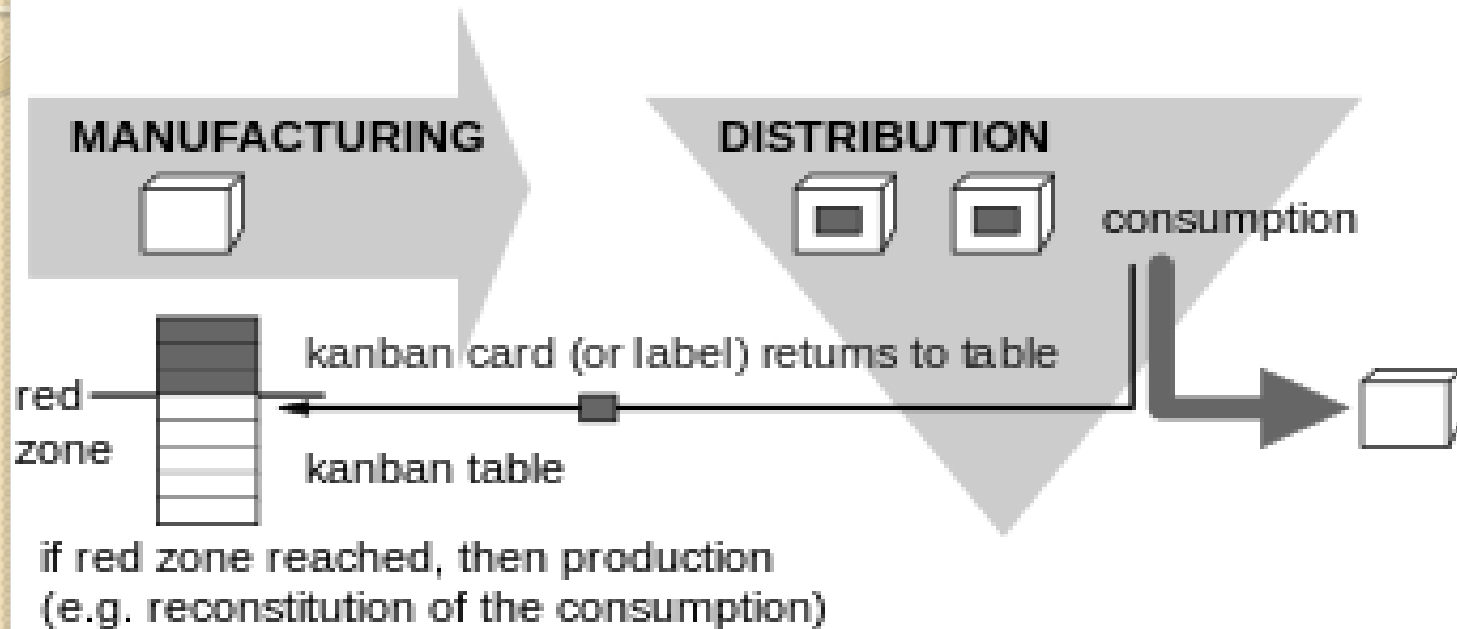 MANUFACTURING
DISTRIBUTION
consumption
kanban card (or label) returns to table
red
zone
kanban table
if red zone reached, then production
(e.g. reconstitution of the consumption)